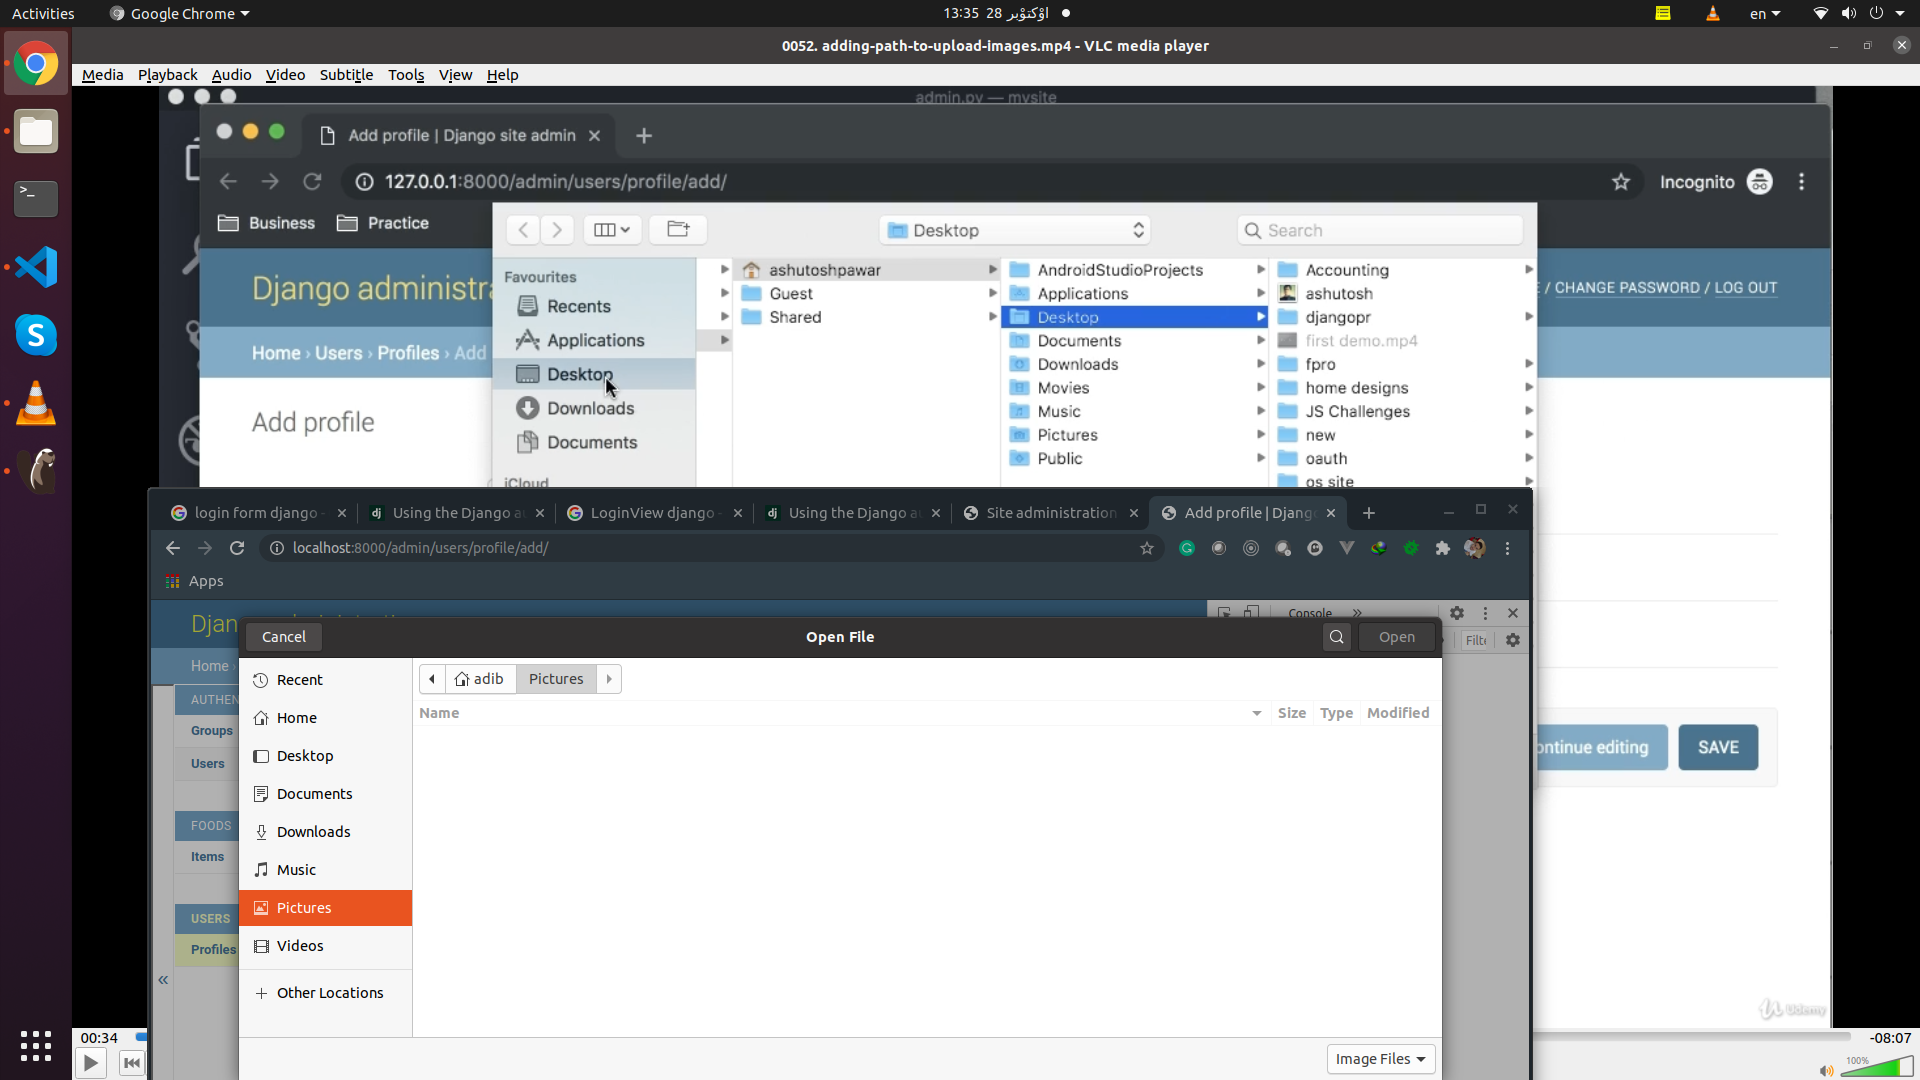 Activities
Google Chrome
13:35 28 اۆکتۆبر
en
0052. adding-path-to-upload-images.mp4 - VLC media player
Media Playback Audio Video Subtitle Tools View Help
admin.py — mysite
Add profile | Django site admin
127.0.0.1:8000/admin/users/profile/add/
Incognito
Business
Practice
Desktop
Search
Favourites
Recents
Applications
Desktop
Downloads
Documents
iCloud
ashutoshpawar
Guest
Shared
AndroidStudioProjects
Applications
Desktop
Documents
Downloads
Movies
Music
Pictures
Public
Accounting
ashutosh
djangopr
first demo.mp4
fpro
home designs
JS Challenges
new
oauth
os site
Django administra
/ CHANGE PASSWORD / LOG OUT
Home › Users › Profiles › Add
Add profile
ontinue editing
SAVE
login form django -
Using the Django au
LoginView django -
Using the Django au
Site administration
Add profile | Django
localhost:8000/admin/users/profile/add/
Apps
Djan
Console
Filte
Home ›
AUTHEN
Groups
Users
FOODS
Items
USERS
Profiles
«
Cancel
Open File
Open
Recent
Home
Desktop
Documents
Downloads
Music
Pictures
Videos
Other Locations
adib
Pictures
Name
Size
Type
Modified
Image Files
Udemy
00:34
-08:07
100%